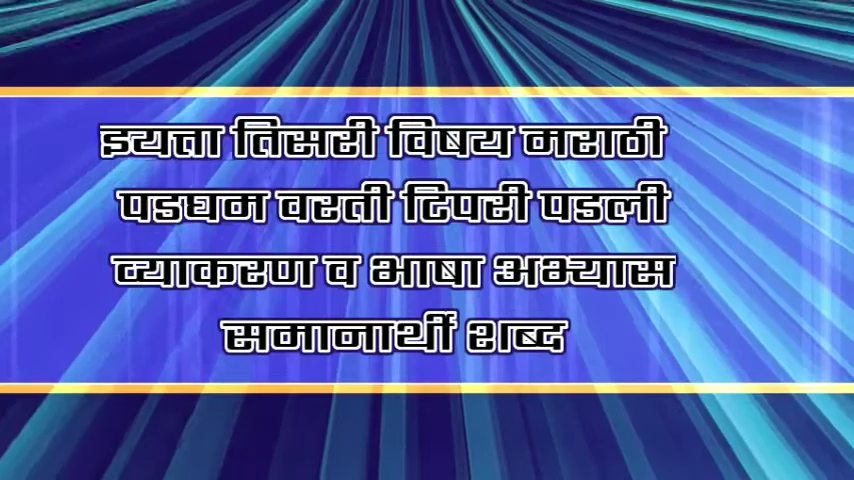 इयत्ता तिसरी विषय मराठी
पडघम वरती टिपरी पडली
व्याकरण व भाषा अभ्यास
समानार्थी शब्द